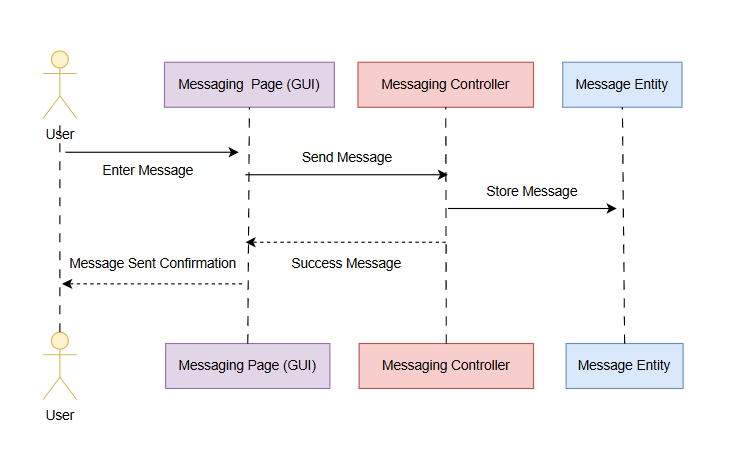 Messaging Page (GUI)
Messaging Controller
Message Entity
User
Enter Message
Send Message
Store Message
Success Message
Message Sent Confirmation
Messaging Page (GUI)
Messaging Controller
Message Entity
User